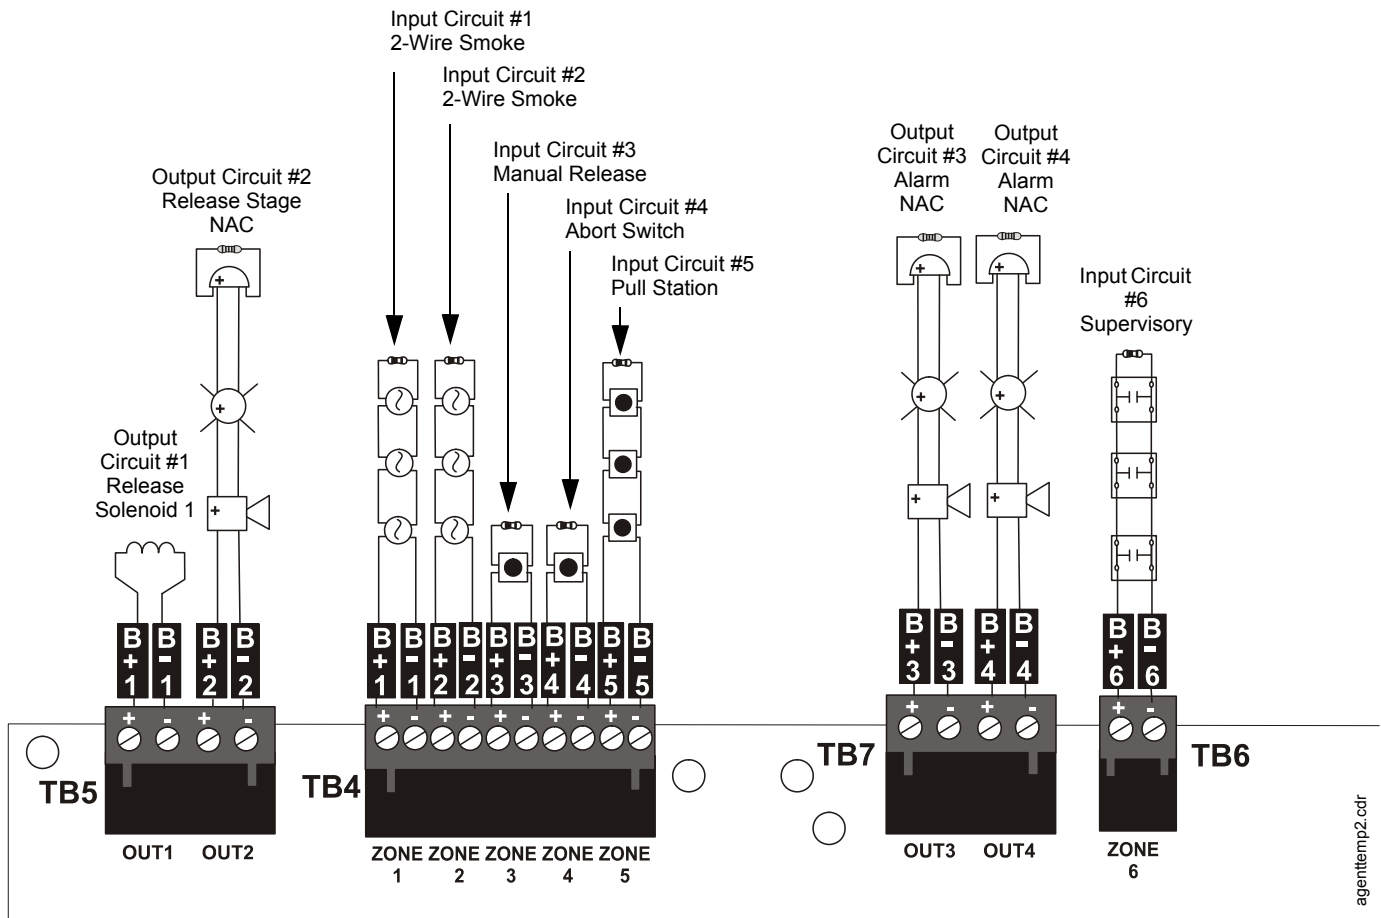 Input Circuit #1
2-Wire Smoke
Input Circuit #2
2-Wire Smoke
Input Circuit #3
Manual Release
Input Circuit #4
Abort Switch
Input Circuit #5
Pull Station
Output Circuit #2
Release Stage
NAC
Output
Circuit #1
Release
Solenoid 1
Output
Circuit #3
Alarm
NAC
Output
Circuit #4
Alarm
NAC
Input Circuit
#6
Supervisory
+
+
+
+
+
+
+
+
+
B+1
B-1
B+2
B-2
B+1
B-1
B+2
B-2
B+3
B-3
B+4
B-4
B+5
B-5
B+3
B-3
B+4
B-4
B+6
B-6
+ - + -
+ - + - + - + - + -
+ - + -
+ -
TB5
TB4
TB7
TB6
OUT1 OUT2
ZONE 1
ZONE 2
ZONE 3
ZONE 4
ZONE 5
OUT3 OUT4
ZONE 6
agenttemp2.cdr